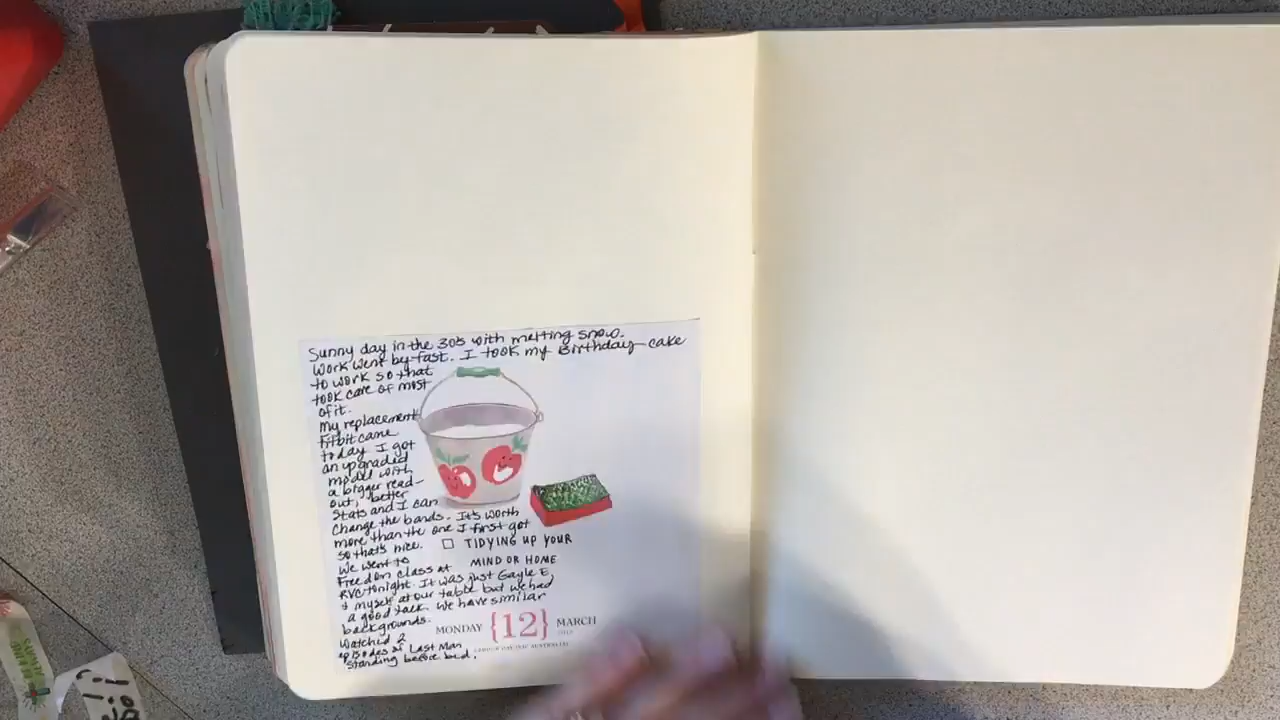 Sunny day in the 30s with melting snow.
Work went by fast. I took my Birthday cake
to work so that
took care of most
of it.
My replacement
Fitbit came
today I got
an upgraded
model with
a bigger read-
out, better
stats and I can
change the bands. It's worth
more than the one I first got
so that's nice.
TIDYING UP YOUR
MIND OR HOME
We went to
Freedom class at
RVC tonight. It was just Gayle E.
+ myself at our table but we had
a good talk. We have similar
backgrounds.
MONDAY {12} MARCH
Watched 2
episodes of Last Man
Standing before bed.